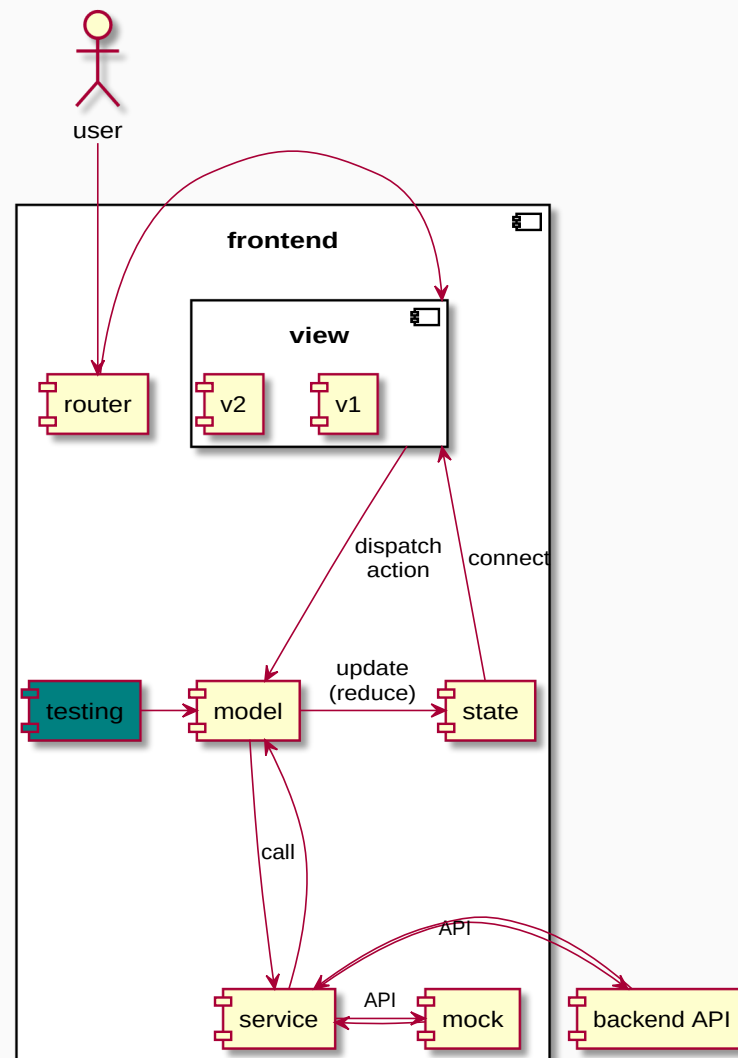 user
frontend
view
router
v2
v1
dispatch
action
connect
update
(reduce)
testing
model
state
call
API
API
service
mock
backend API